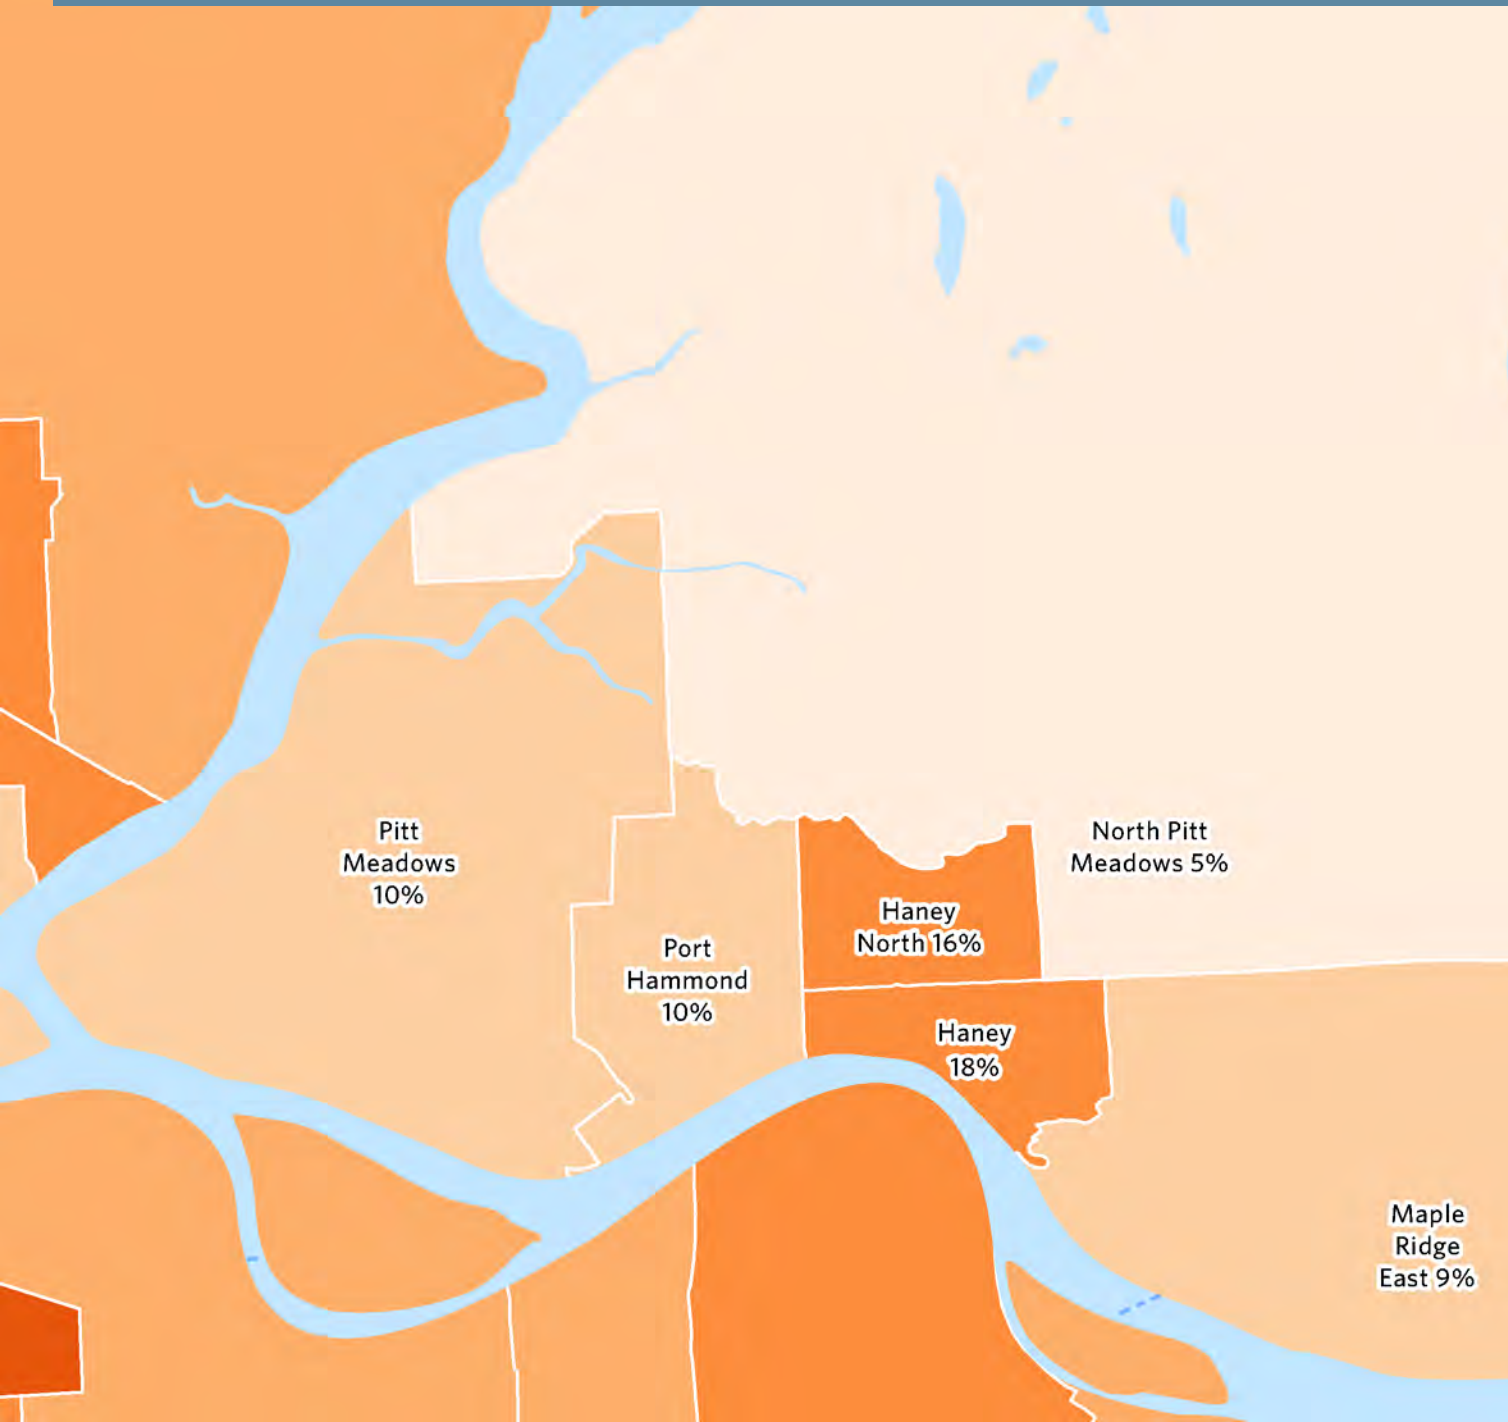 Pitt
Meadows
10%
North Pitt
Meadows 5%
Haney
North 16%
Port
Hammond
10%
Haney
18%
Maple
Ridge
East 9%